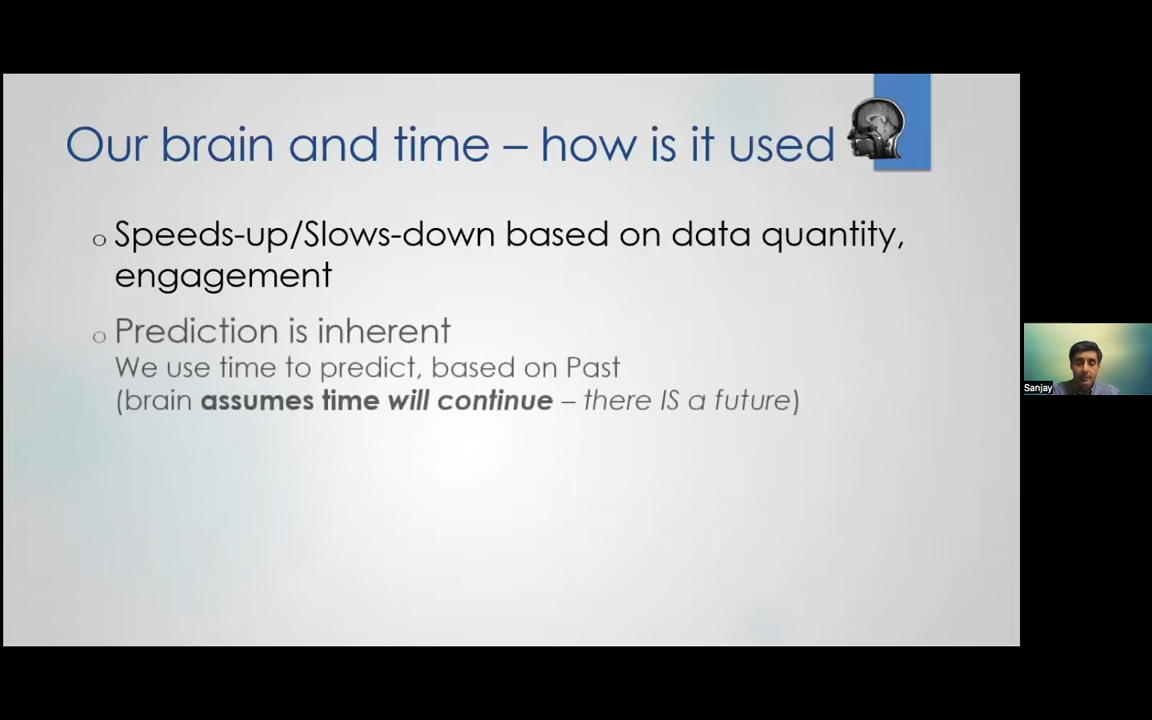 Our brain and time – how is it used
o Speeds-up/Slows-down based on data quantity,
engagement
o Prediction is inherent
We use time to predict, based on Past
(brain assumes time will continue – there IS a future)
Sanjay